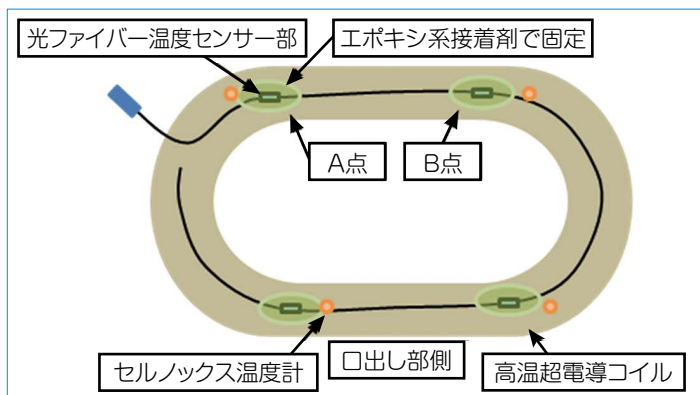 光ファイバー温度センサー部
エポキシ系接着剤で固定
A点
B点
セルノックス温度計
口出し部側
高温超電導コイル